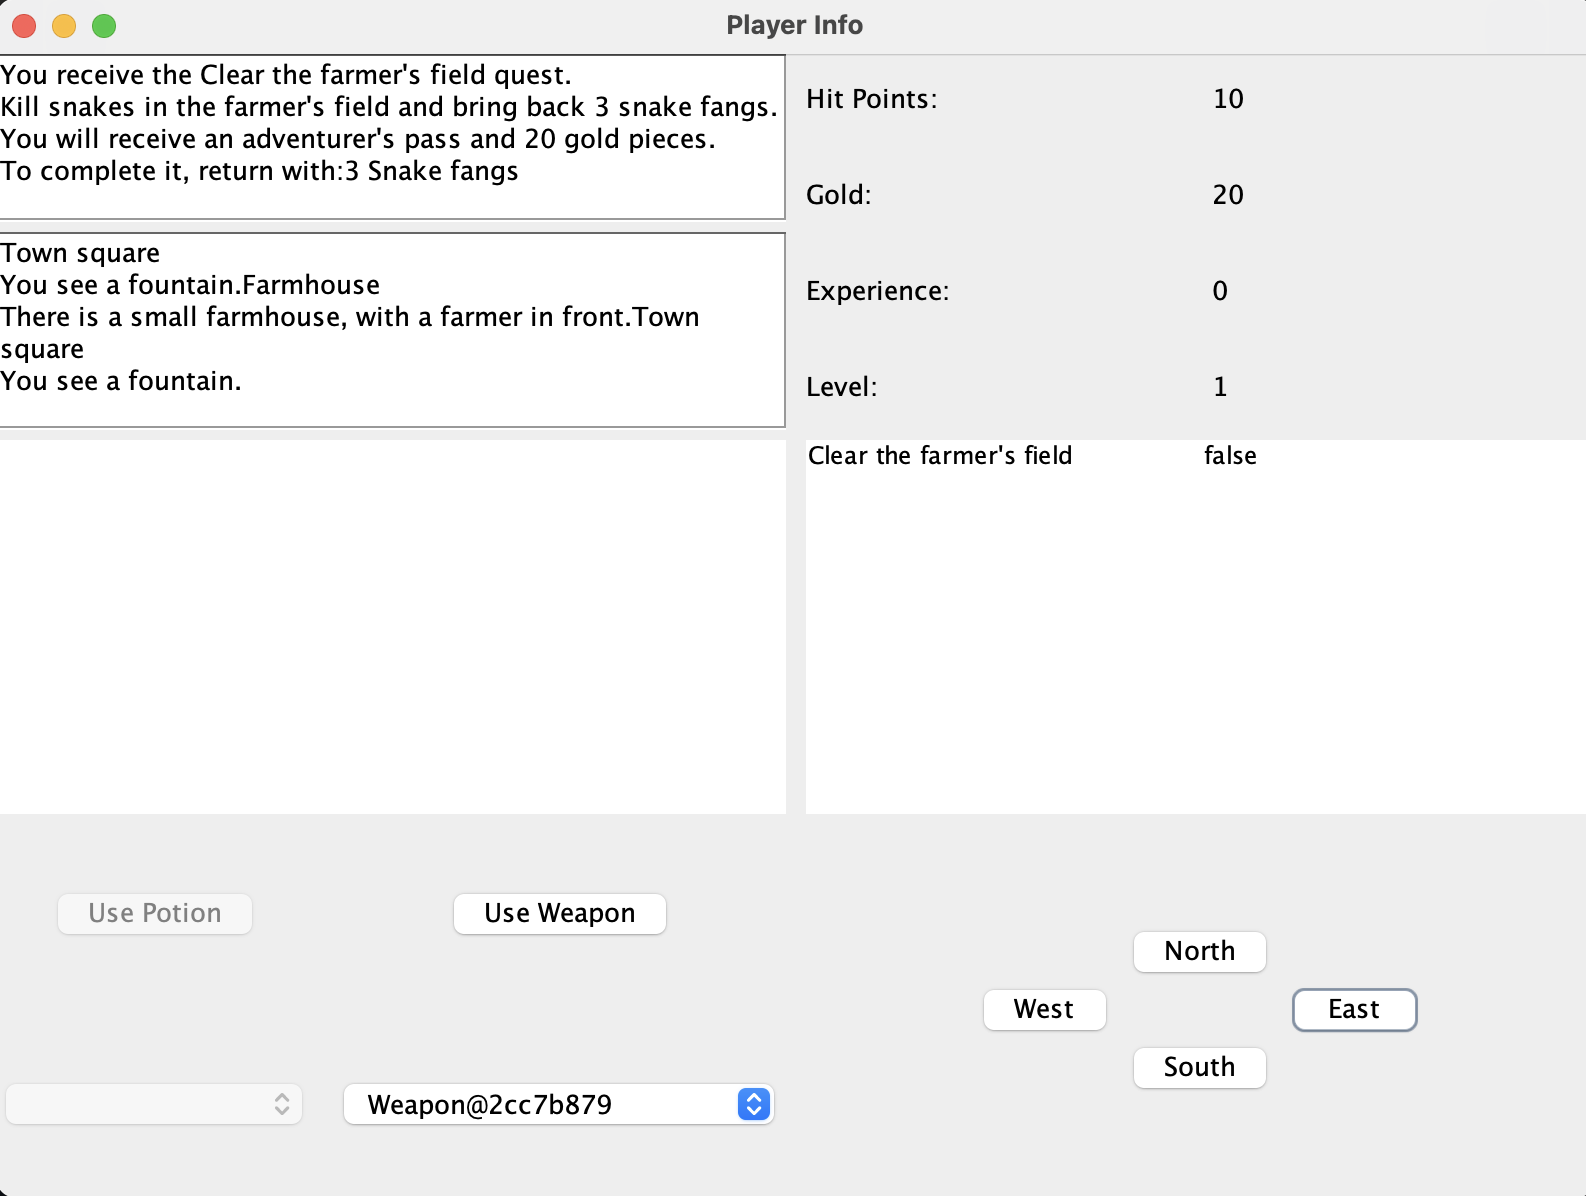 Player Info
You receive the Clear the farmer's field quest.
Kill snakes in the farmer's field and bring back 3 snake fangs.
You will receive an adventurer's pass and 20 gold pieces.
To complete it, return with:3 Snake fangs
Town square
You see a fountain.Farmhouse
There is a small farmhouse, with a farmer in front.Town
square
You see a fountain.
Hit Points: 10
Gold: 20
Experience: 0
Level: 1
Clear the farmer's field false
Use Potion
Use Weapon
Weapon@2cc7b879
North
West
East
South